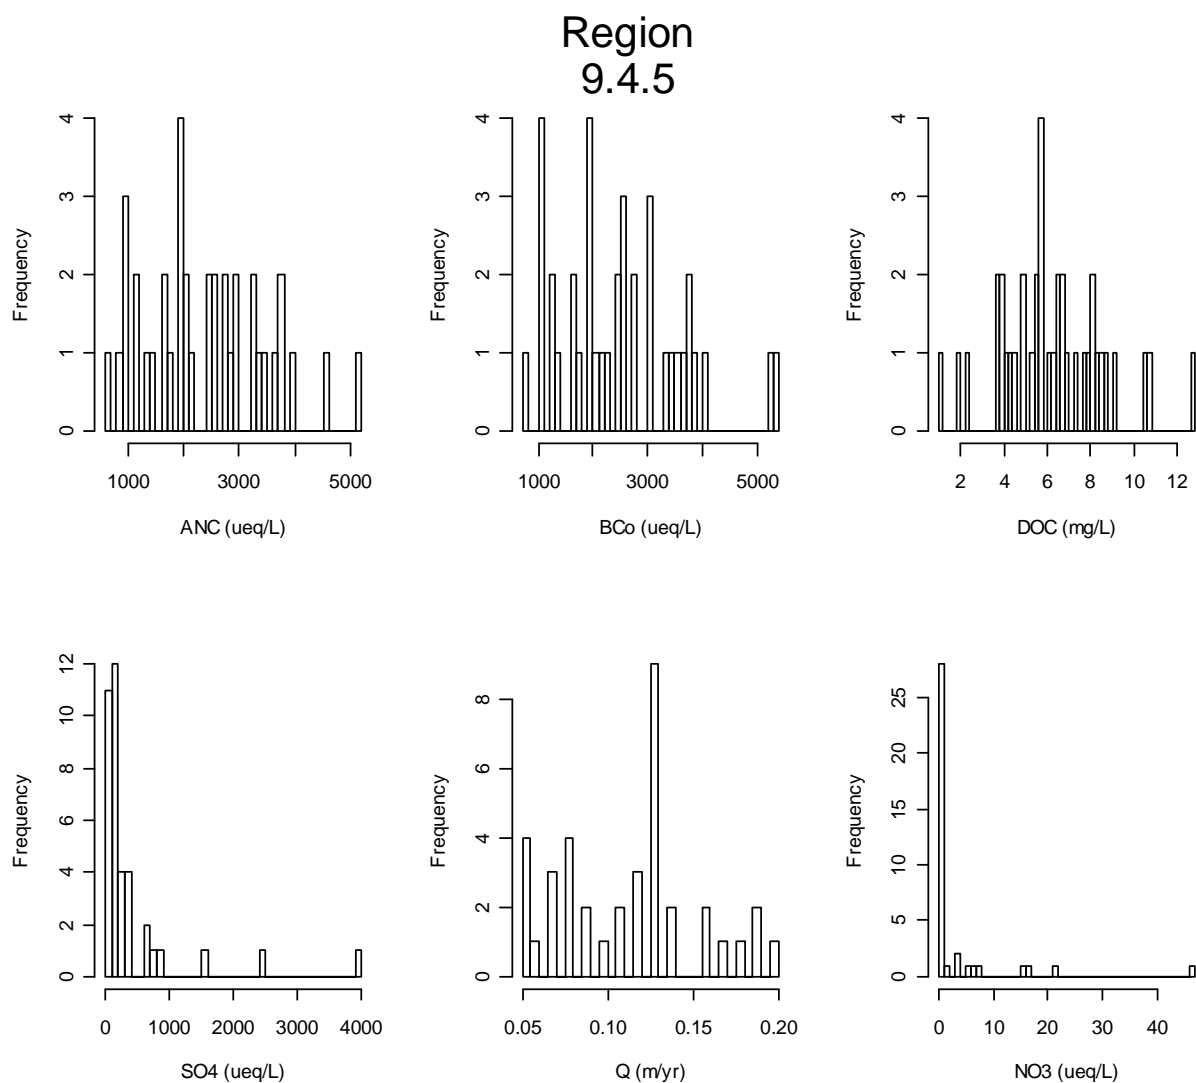 Region
9.4.5
Frequency
0 1 2 3 4
1000 3000 5000
ANC (ueq/L)
Frequency
0 1 2 3 4
1000 3000 5000
BCo (ueq/L)
Frequency
0 1 2 3 4
2 4 6 8 10 12
DOC (mg/L)
Frequency
0 2 4 6 8 10 12
0 1000 2000 3000 4000
SO4 (ueq/L)
Frequency
0 2 4 6 8
0.05 0.10 0.15 0.20
Q (m/yr)
Frequency
0 5 10 15 20 25
0 10 20 30 40
NO3 (ueq/L)